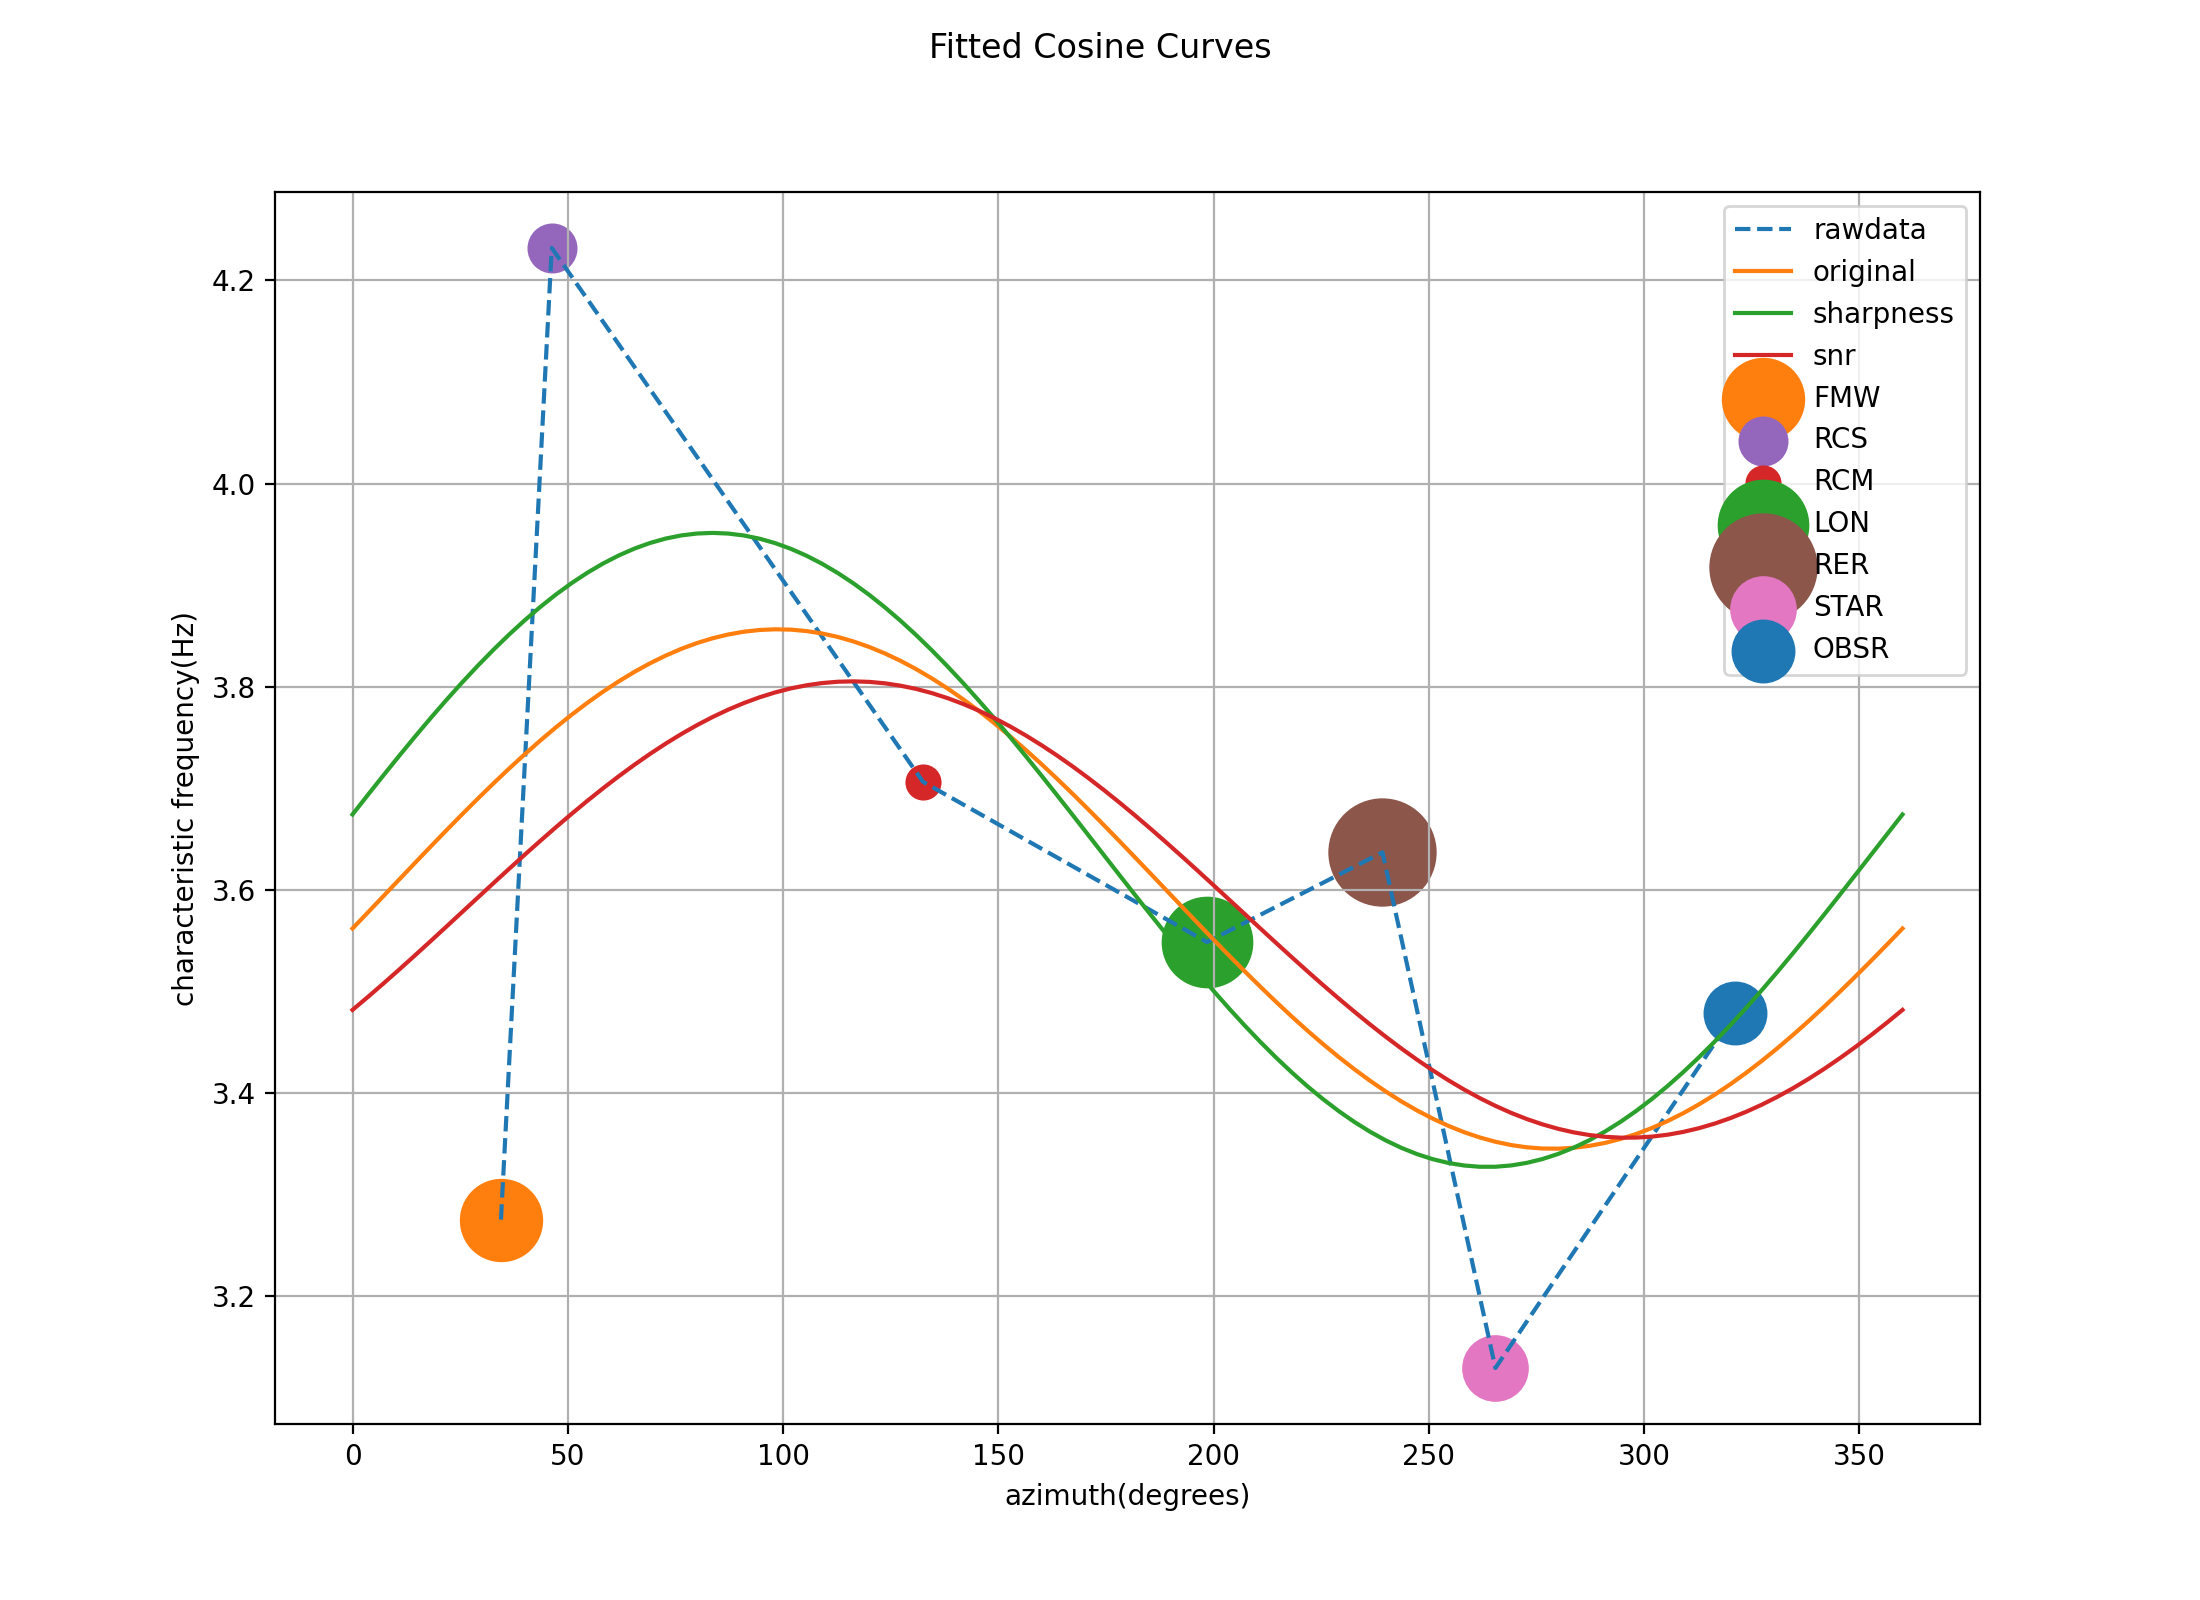 Fitted Cosine Curves
rawdata
original
sharpness
snr
FMW
RCS
RCM
LON
RER
STAR
OBSR
characteristic frequency(Hz)
4.2
4.0
3.8
3.6
3.4
3.2
0 50 100 150 200 250 300 350
azimuth(degrees)